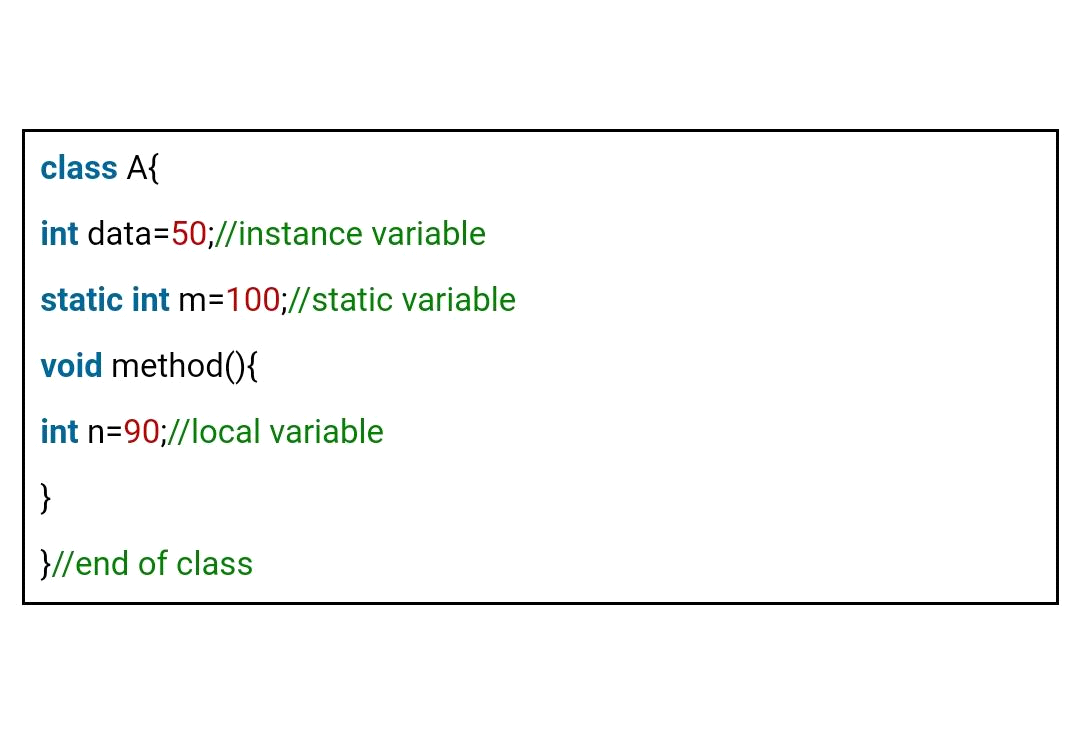 class A{
int data=50;//instance variable
static int m=100;//static variable
void method(){
int n=90;//local variable
}
}//end of class